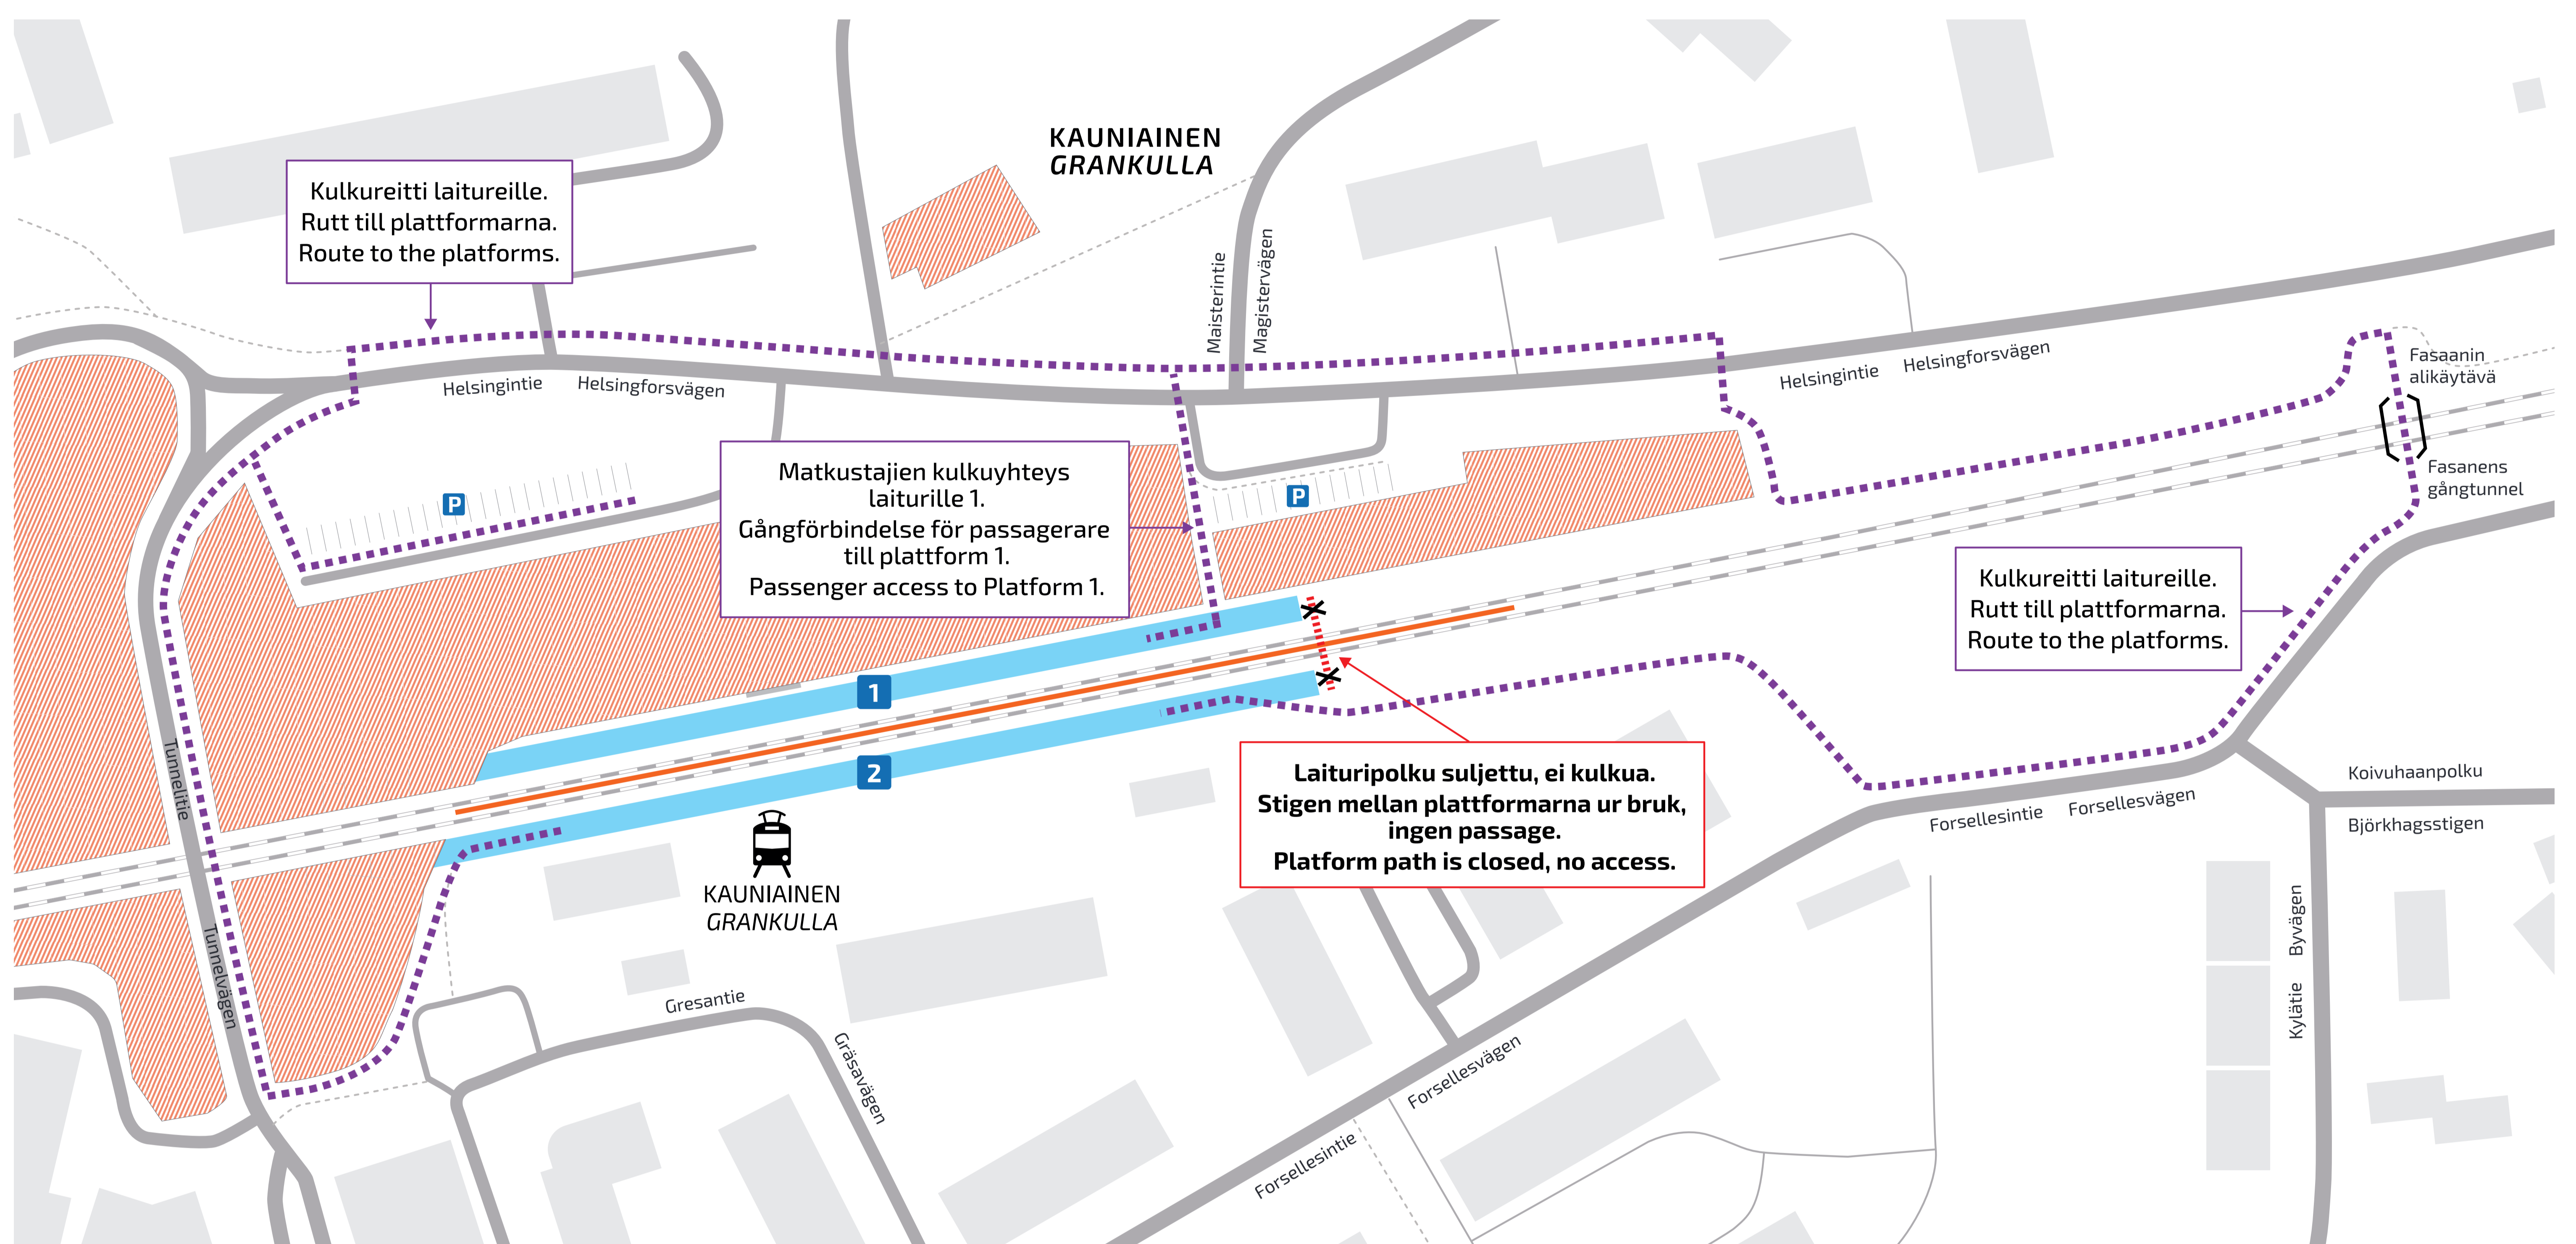 KAUNIAINEN
GRANKULLA
Kulkureitti laitureille.
Rutt till plattformarna.
Route to the platforms.
Maisterintie
Magistervägen
Helsingintie
Helsingforsvägen
Helsingintie
Helsingforsvägen
Fasaanin
alikäytävä
Fasanens
gångtunnel
P
P
Matkustajien kulkuyhteys
laiturille 1.
Gångförbindelse för passagerare
till plattform 1.
Passenger access to Platform 1.
Kulkureitti laitureille.
Rutt till plattformarna.
Route to the platforms.
1
2
Tunnelitie
Tunnelvägen
KAUNIAINEN
GRANKULLA
Laituripolku suljettu, ei kulkua.
Stigen mellan plattformarna ur bruk,
ingen passage.
Platform path is closed, no access.
Koivuhaanpolku
Björkhagsstigen
Forsellesintie
Forsellesvägen
Byvägen
Kylätie
Gresantie
Gräsavägen
Forsellesvägen
Forsellesintie